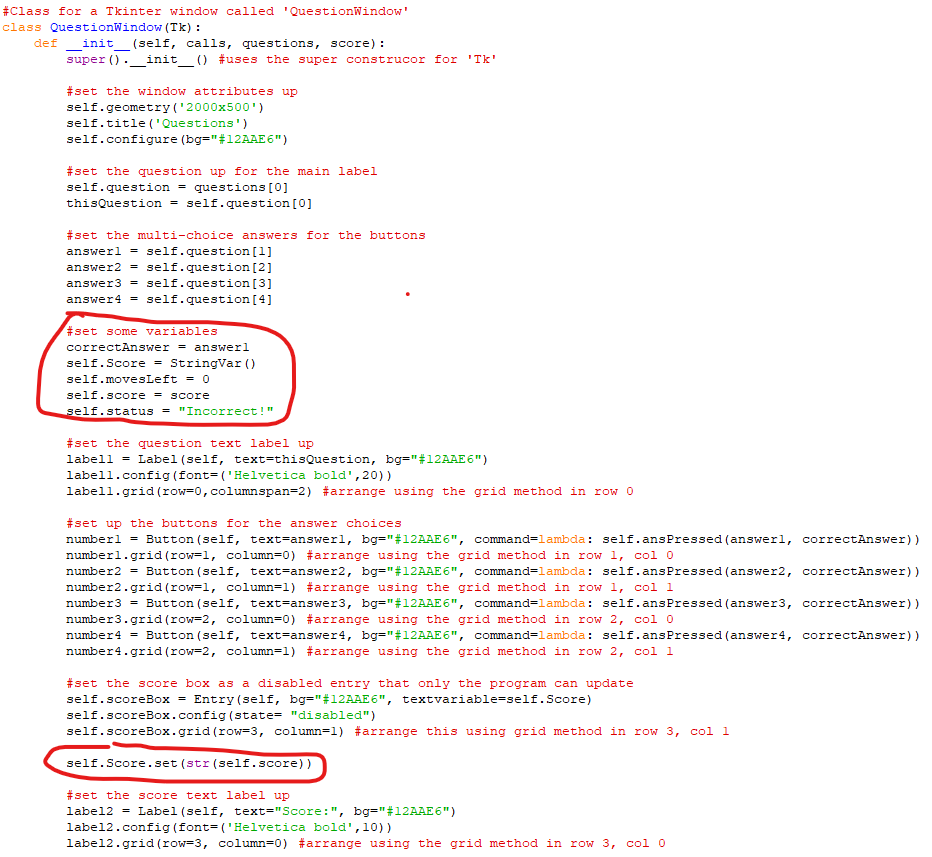 #Class for a Tkinter window called 'QuestionWindow'
class QuestionWindow(Tk):
    def __init__(self, calls, questions, score):
        super().__init__() #uses the super construcor for 'Tk'

        #set the window attributes up
        self.geometry('2000x500')
        self.title('Questions')
        self.configure(bg="#12AAE6")

        #set the question up for the main label
        self.question = questions[0]
        thisQuestion = self.question[0]

        #set the multi-choice answers for the buttons
        answer1 = self.question[1]
        answer2 = self.question[2]
        answer3 = self.question[3]
        answer4 = self.question[4]

        #set some variables
        correctAnswer = answer1
        self.Score = StringVar()
        self.movesLeft = 0
        self.score = score
        self.status = "Incorrect!"

        #set the question text label up
        label1 = Label(self, text=thisQuestion, bg="#12AAE6")
        label1.config(font=('Helvetica bold',20))
        label1.grid(row=0,columnspan=2) #arrange using the grid method in row 0

        #set up the buttons for the answer choices
        number1 = Button(self, text=answer1, bg="#12AAE6", command=lambda: self.ansPressed(answer1, correctAnswer))
        number1.grid(row=1, column=0) #arrange using the grid method in row 1, col 0
        number2 = Button(self, text=answer2, bg="#12AAE6", command=lambda: self.ansPressed(answer2, correctAnswer))
        number2.grid(row=1, column=1) #arrange using the grid method in row 1, col 1
        number3 = Button(self, text=answer3, bg="#12AAE6", command=lambda: self.ansPressed(answer3, correctAnswer))
        number3.grid(row=2, column=0) #arrange using the grid method in row 2, col 0
        number4 = Button(self, text=answer4, bg="#12AAE6", command=lambda: self.ansPressed(answer4, correctAnswer))
        number4.grid(row=2, column=1) #arrange using the grid method in row 2, col 1

        #set the score box as a disabled entry that only the program can update
        self.scoreBox = Entry(self, bg="#12AAE6", textvariable=self.Score)
        self.scoreBox.config(state= "disabled")
        self.scoreBox.grid(row=3, column=1) #arrange this using grid method in row 3, col 1

        self.Score.set(str(self.score))

        #set the score text label up
        label2 = Label(self, text="Score:", bg="#12AAE6")
        label2.config(font=('Helvetica bold',10))
        label2.grid(row=3, column=0) #arrange using the grid method in row 3, col 0